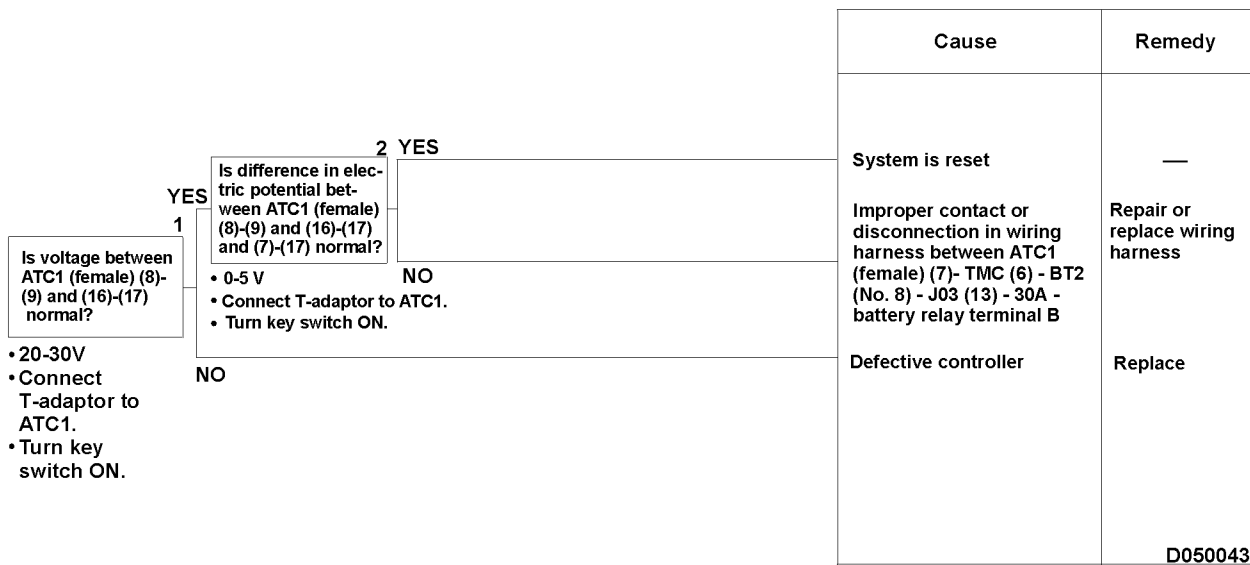 Cause
Remedy
2 YES
Is difference in elec-
tric potential bet-
ween ATC1 (female)
(8)-(9) and (16)-(17)
and (7)-(17) normal?
System is reset
—
YES
1
Is voltage between
ATC1 (female) (8)-
(9) and (16)-(17)
normal?
• 0-5 V
• Connect T-adaptor to ATC1.
• Turn key switch ON.
NO
Improper contact or
disconnection in wiring
harness between ATC1
(female) (7)- TMC (6) - BT2
(No. 8) - J03 (13) - 30A -
battery relay terminal B
Repair or
replace wiring
harness
• 20-30V
• Connect
T-adaptor to
ATC1.
• Turn key
switch ON.
NO
Defective controller
Replace
D050043